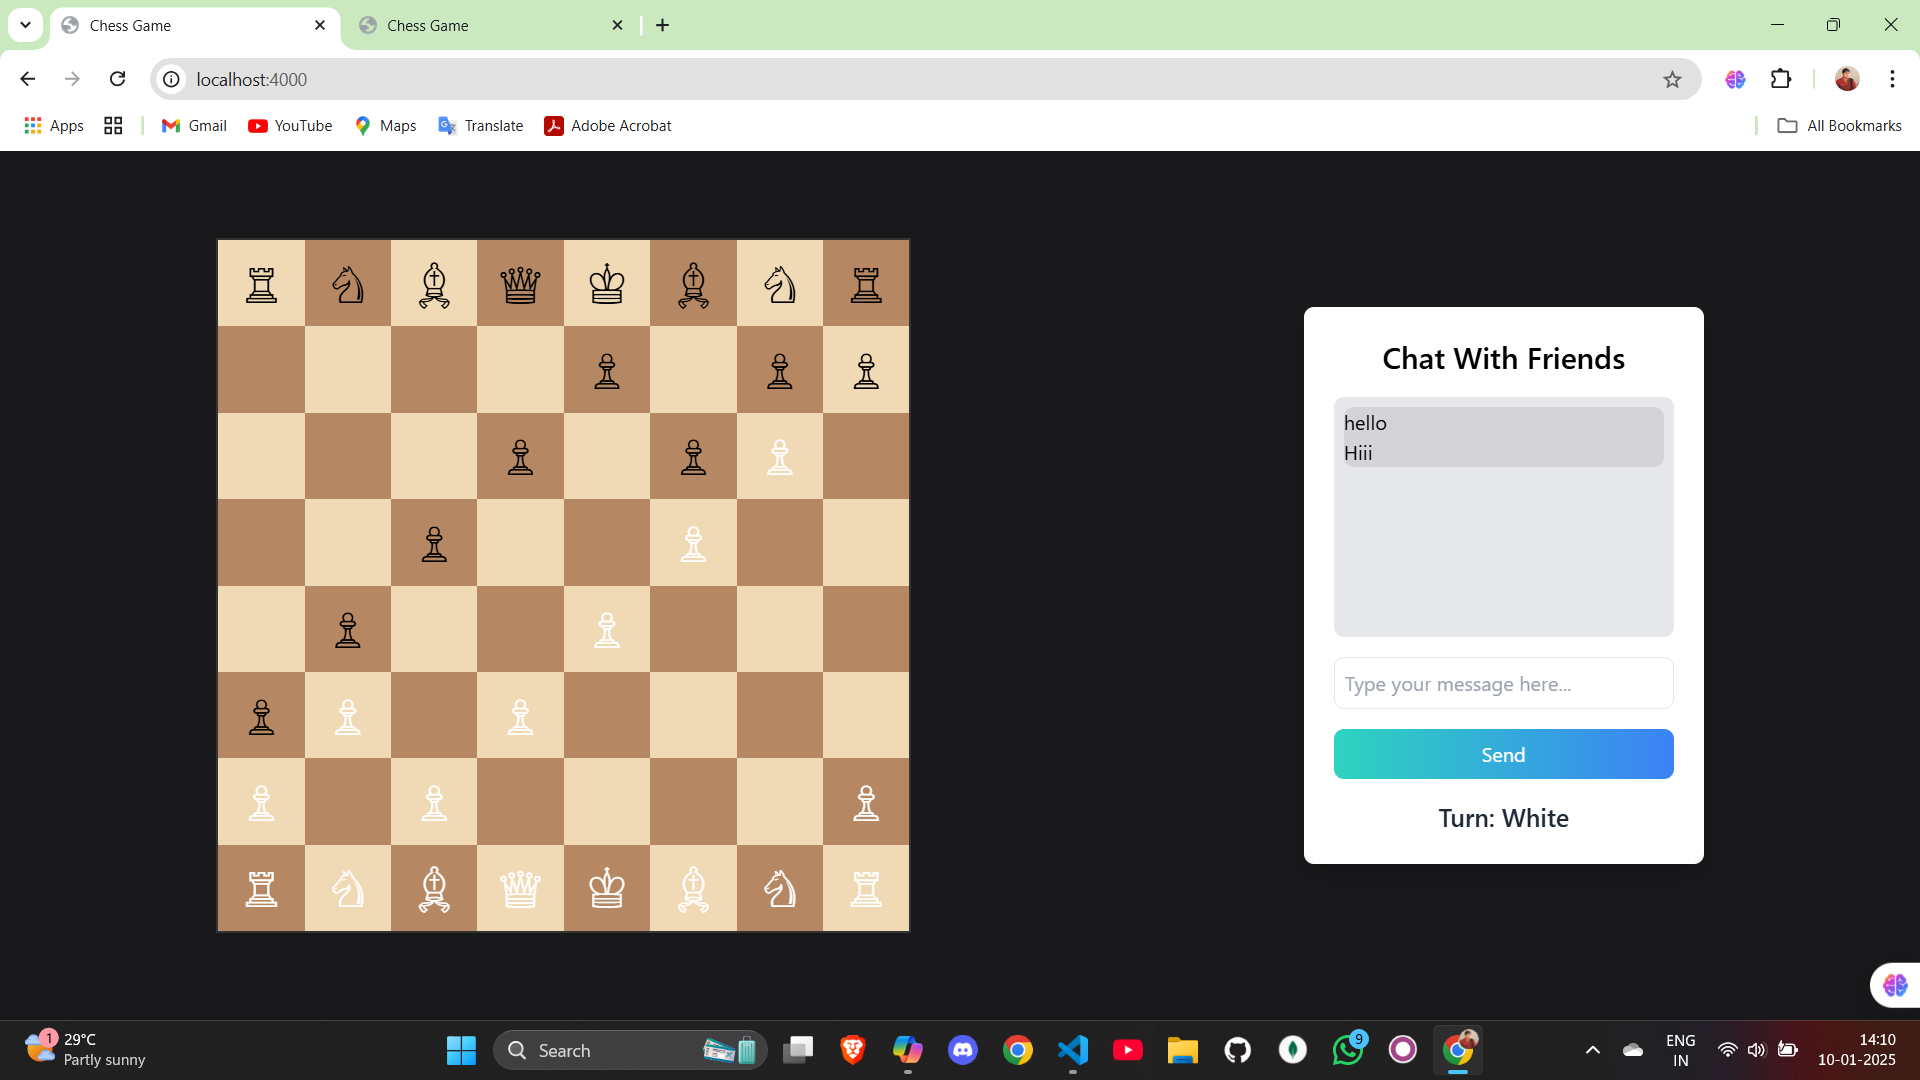 Chess Game
Chess Game
localhost:4000
Apps
Gmail
YouTube
Maps
Translate
Adobe Acrobat
All Bookmarks
Chat With Friends
hello
Hiii
Type your message here...
Send
Turn: White
1
29°C
Partly sunny
Search
9
ENG
IN
14:10
10-01-2025